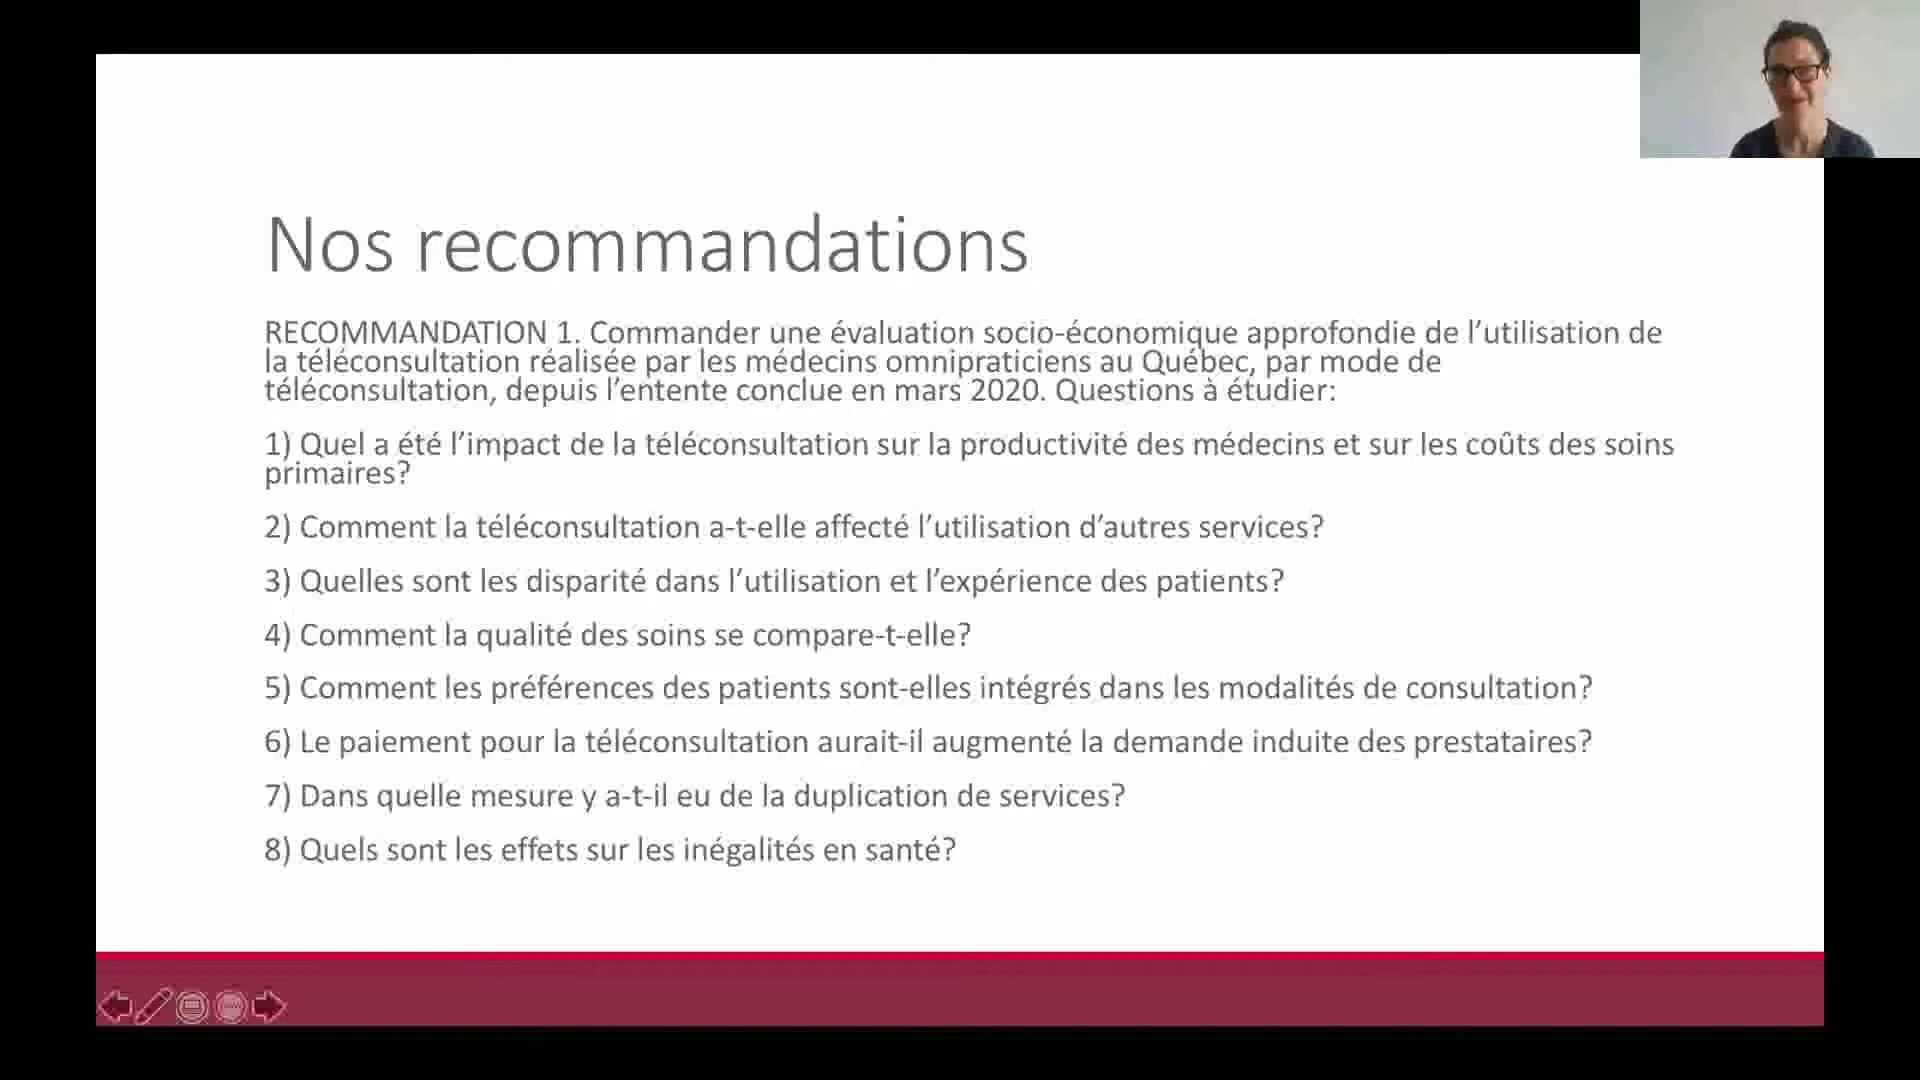 Nos recommandations
RECOMMANDATION 1. Commander une évaluation socio-économique approfondie de l’utilisation de
la téléconsultation réalisée par les médecins omnipraticiens au Québec, par mode de
téléconsultation, depuis l’entente conclue en mars 2020. Questions à étudier:
1) Quel a été l’impact de la téléconsultation sur la productivité des médecins et sur les coûts des soins
primaires?
2) Comment la téléconsultation a-t-elle affecté l’utilisation d’autres services?
3) Quelles sont les disparité dans l’utilisation et l’expérience des patients?
4) Comment la qualité des soins se compare-t-elle?
5) Comment les préférences des patients sont-elles intégrés dans les modalités de consultation?
6) Le paiement pour la téléconsultation aurait-il augmenté la demande induite des prestataires?
7) Dans quelle mesure y a-t-il eu de la duplication de services?
8) Quels sont les effets sur les inégalités en santé?